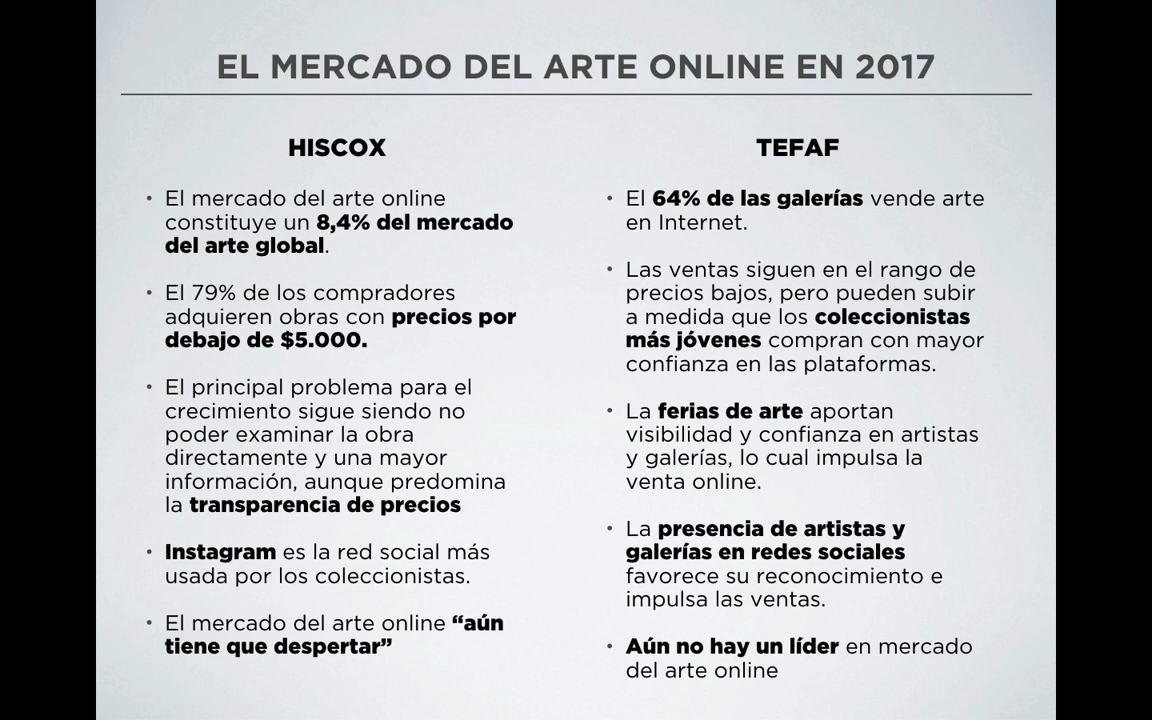 EL MERCADO DEL ARTE ONLINE EN 2017
HISCOX
• El mercado del arte online
constituye un 8,4% del mercado
del arte global.
• El 79% de los compradores
adquieren obras con precios por
debajo de $5.000.
• El principal problema para el
crecimiento sigue siendo no
poder examinar la obra
directamente y una mayor
información, aunque predomina
la transparencia de precios
• Instagram es la red social más
usada por los coleccionistas.
• El mercado del arte online “aún
tiene que despertar”
TEFAF
• El 64% de las galerías vende arte
en Internet.
• Las ventas siguen en el rango de
precios bajos, pero pueden subir
a medida que los coleccionistas
más jóvenes compran con mayor
confianza en las plataformas.
• La ferias de arte aportan
visibilidad y confianza en artistas
y galerías, lo cual impulsa la
venta online.
• La presencia de artistas y
galerías en redes sociales
favorece su reconocimiento e
impulsa las ventas.
• Aún no hay un líder en mercado
del arte online